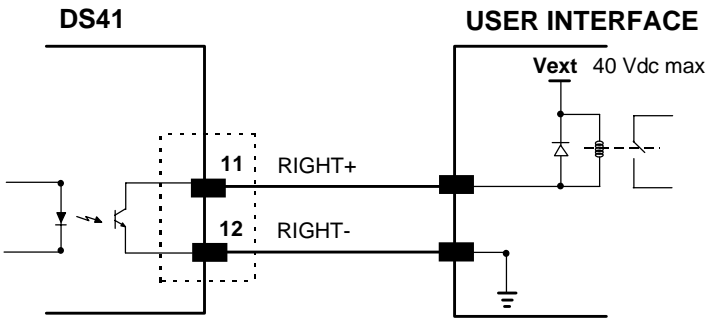 DS41
USER INTERFACE
Vext 40 Vdc max
11 RIGHT+
12 RIGHT-